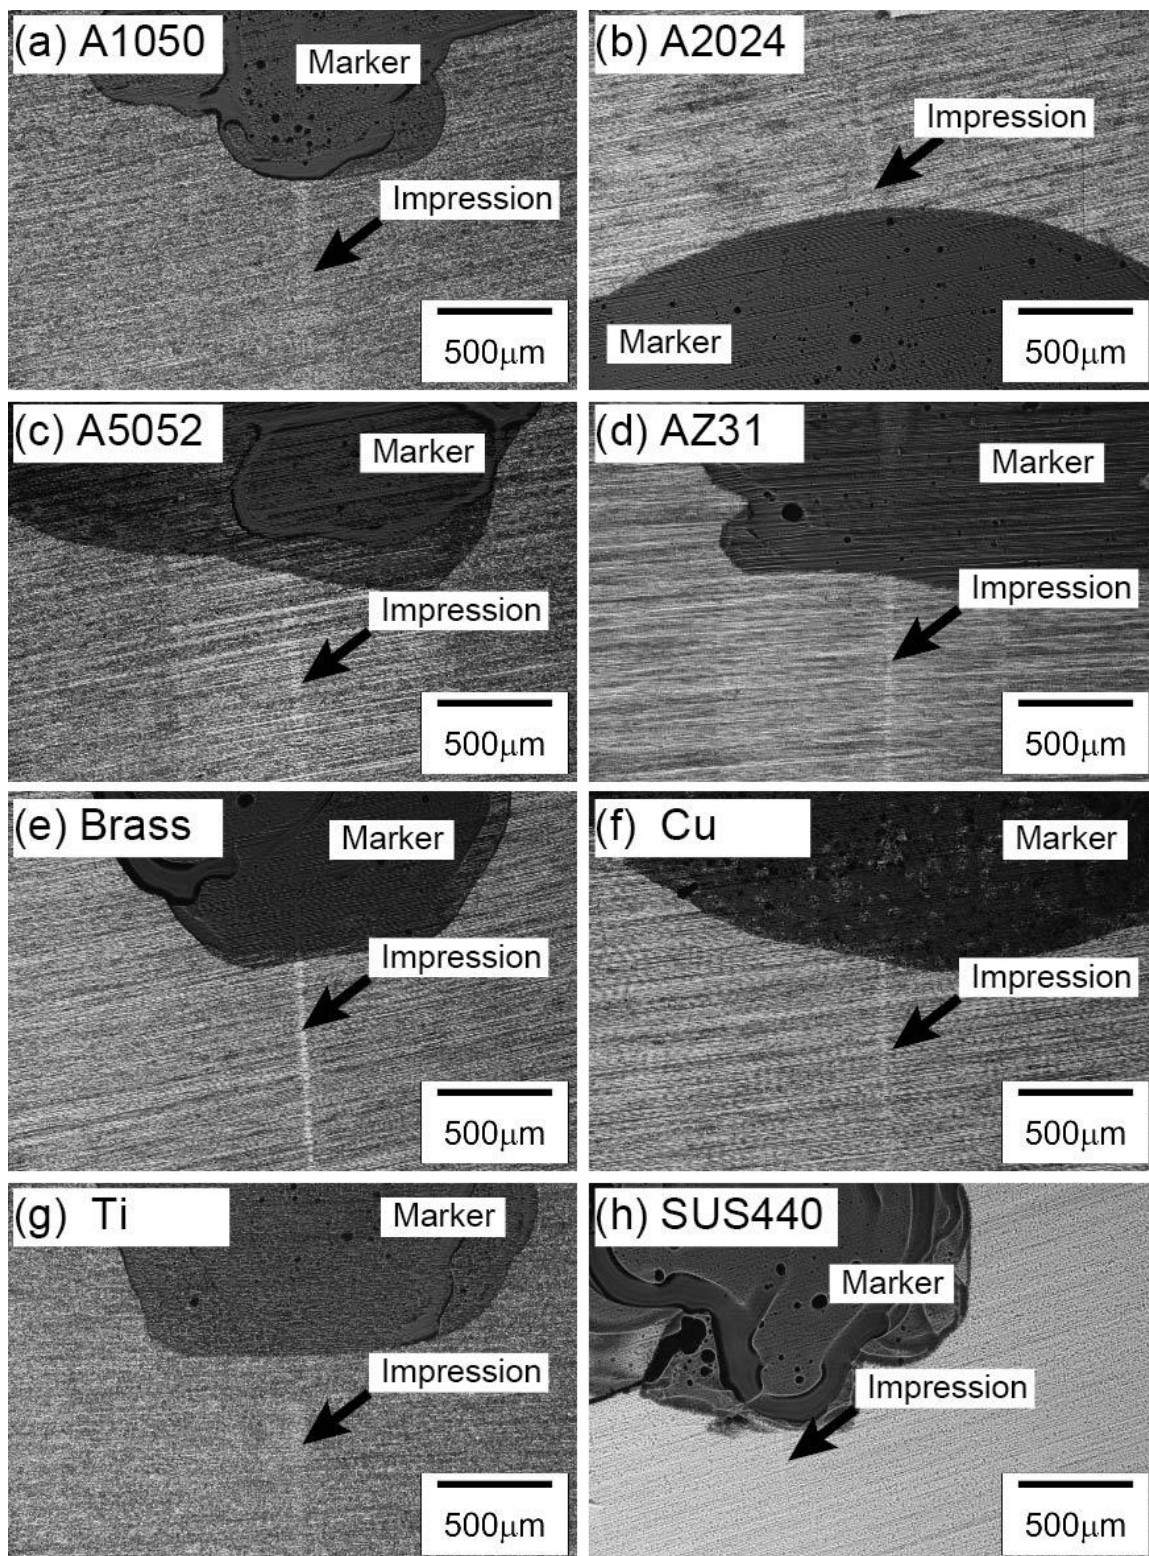 (a) A1050
Marker
Impression
500μm
(b) A2024
Impression
Marker
500μm
(c) A5052
Marker
Impression
500μm
(d) AZ31
Marker
Impression
500μm
(e) Brass
Marker
Impression
500μm
(f) Cu
Marker
Impression
500μm
(g) Ti
Marker
Impression
500μm
(h) SUS440
Marker
Impression
500μm